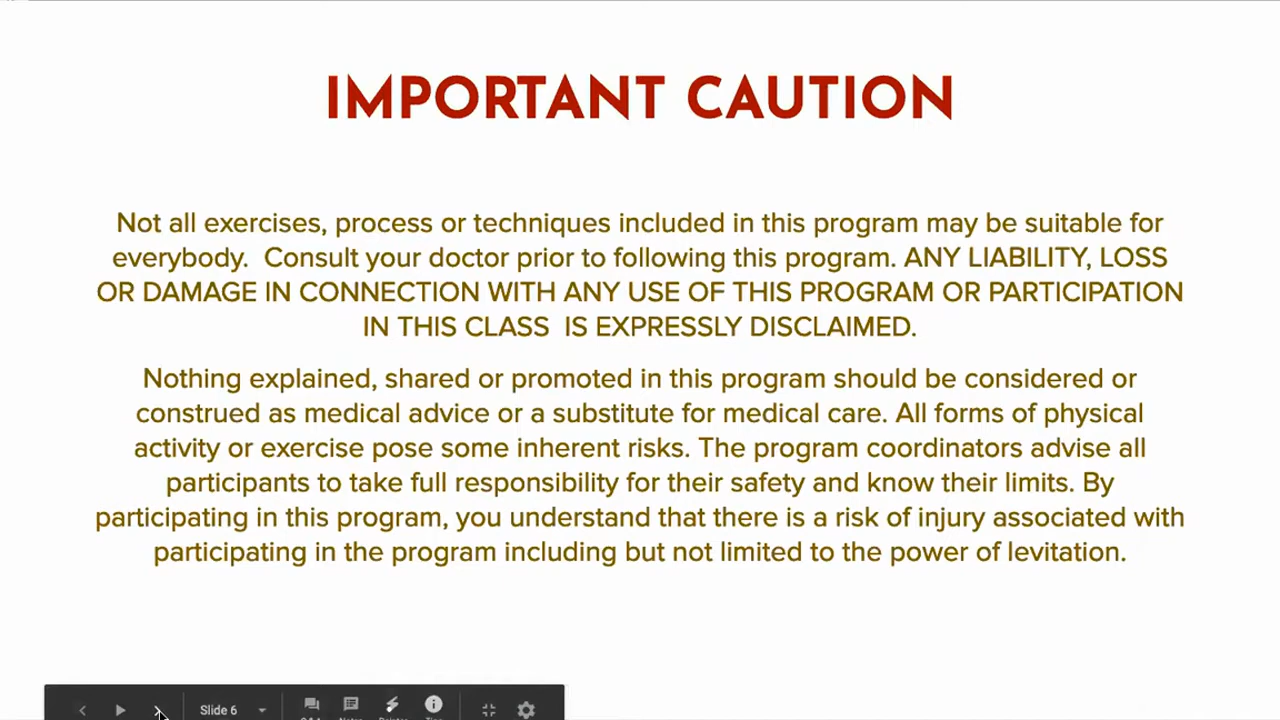 IMPORTANT CAUTION
Not all exercises, process or techniques included in this program may be suitable for
everybody.  Consult your doctor prior to following this program. ANY LIABILITY, LOSS
OR DAMAGE IN CONNECTION WITH ANY USE OF THIS PROGRAM OR PARTICIPATION
IN THIS CLASS  IS EXPRESSLY DISCLAIMED.
Nothing explained, shared or promoted in this program should be considered or
construed as medical advice or a substitute for medical care. All forms of physical
activity or exercise pose some inherent risks. The program coordinators advise all
participants to take full responsibility for their safety and know their limits. By
participating in this program, you understand that there is a risk of injury associated with
participating in the program including but not limited to the power of levitation.
Slide 6